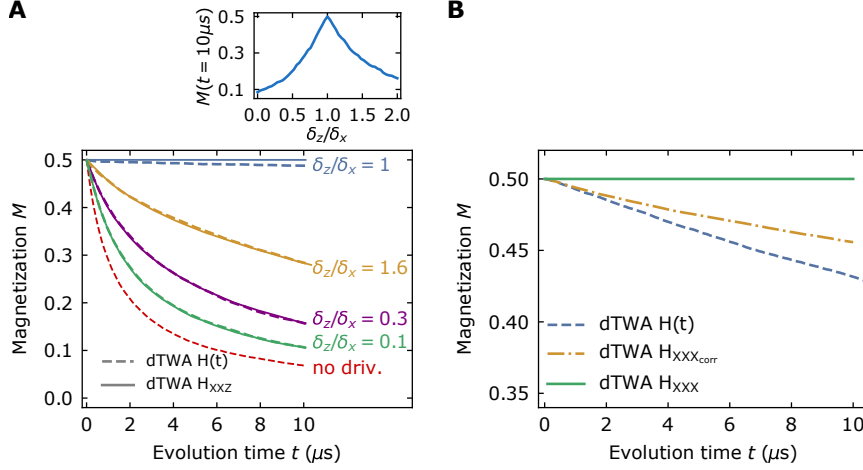 A
B
M(t = 10μs)
0.5
0.3
0.1
0.0 0.5 1.0 1.5 2.0
δz/δx
Magnetization M
0.5
0.4
0.3
0.2
0.1
0.0
δz/δx = 1
δz/δx = 1.6
δz/δx = 0.3
δz/δx = 0.1
no driv.
dTWA H(t)
dTWA HXXZ
0 2 4 6 8 10
Evolution time t (μs)
Magnetization M
0.50
0.45
0.40
0.35
dTWA H(t)
dTWA HXXXcorr
dTWA HXXX
0 2 4 6 8 10
Evolution time t (μs)